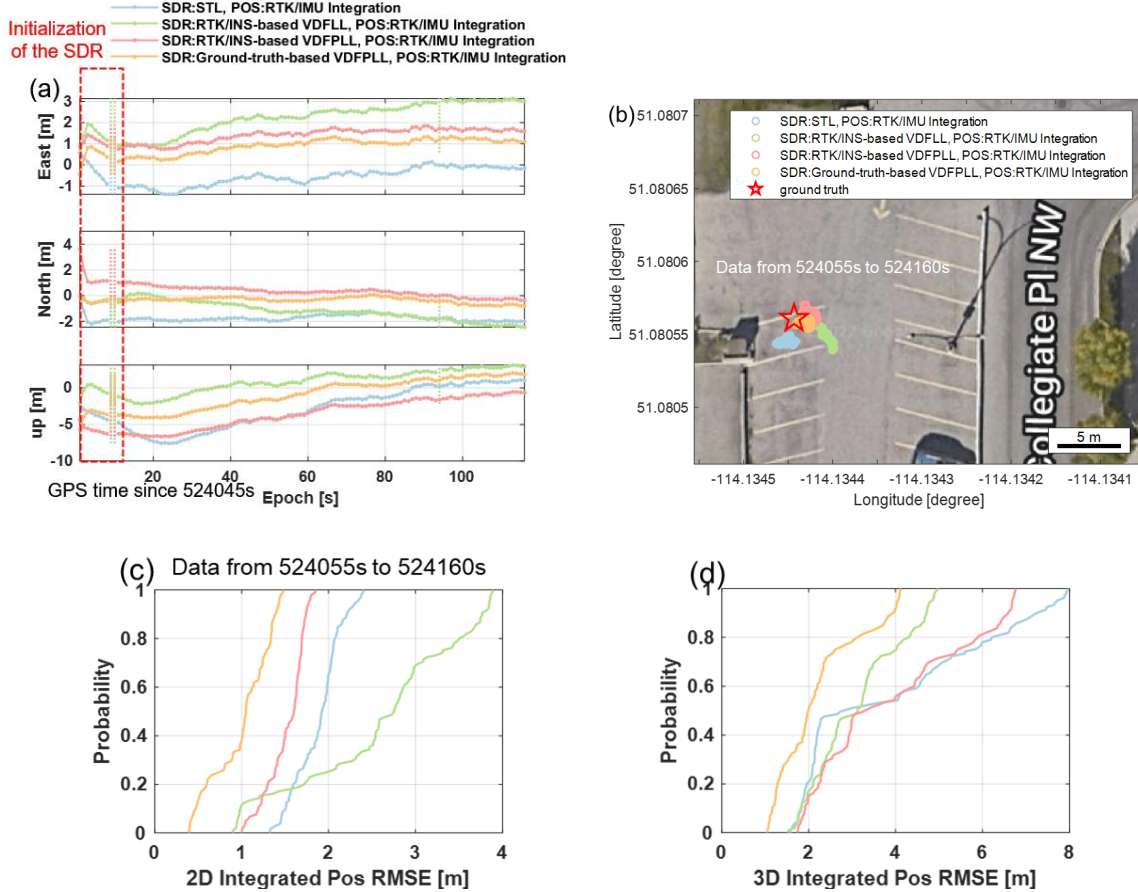 SDR:STL, POS:RTK/IMU Integration
SDR:RTK/INS-based VDFLL, POS:RTK/IMU Integration
SDR:RTK/INS-based VDFPLL, POS:RTK/IMU Integration
SDR:Ground-truth-based VDFPLL, POS:RTK/IMU Integration
Initialization
of the SDR
(a)
East [m]
3
2
1
0
-1
North [m]
4
2
0
-2
up [m]
0
-5
-10
20
40
60
80
100
GPS time since 524045s
Epoch [s]
(b)
SDR:STL, POS:RTK/IMU Integration
SDR:RTK/INS-based VDFLL, POS:RTK/IMU Integration
SDR:RTK/INS-based VDFPLL, POS:RTK/IMU Integration
SDR:Ground-truth-based VDFPLL, POS:RTK/IMU Integration
ground truth
Latitude [degree]
51.0807
51.08065
51.0806
51.08055
51.0805
Data from 524055s to 524160s
Collegiate Pl NW
5 m
-114.1345
-114.1344
-114.1343
-114.1342
-114.1341
Longitude [degree]
(c) Data from 524055s to 524160s
Probability
1
0.8
0.6
0.4
0.2
0
0
1
2
3
4
2D Integrated Pos RMSE [m]
(d)
Probability
1
0.8
0.6
0.4
0.2
0
0
2
4
6
8
3D Integrated Pos RMSE [m]